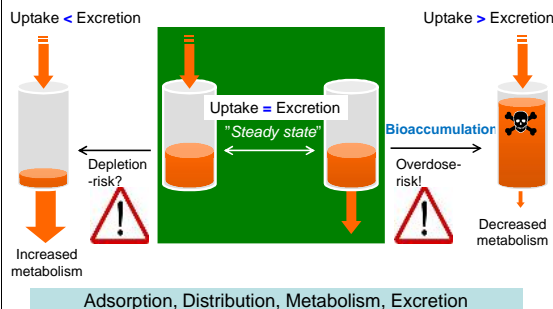 Uptake < Excretion
Uptake > Excretion
Uptake = Excretion
"Steady state"
Bioaccumulation
Depletion
-risk?
Overdose-
risk!
Increased
metabolism
Decreased
metabolism
Adsorption, Distribution, Metabolism, Excretion